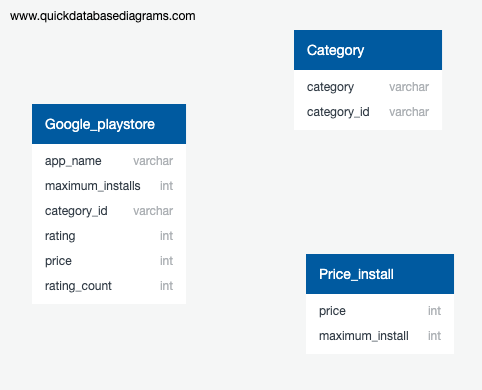 www.quickdatabasediagrams.com
Category
category varchar
category_id varchar
Google_playstore
app_name varchar
maximum_installs int
category_id varchar
rating int
price int
rating_count int
Price_install
price int
maximum_install int